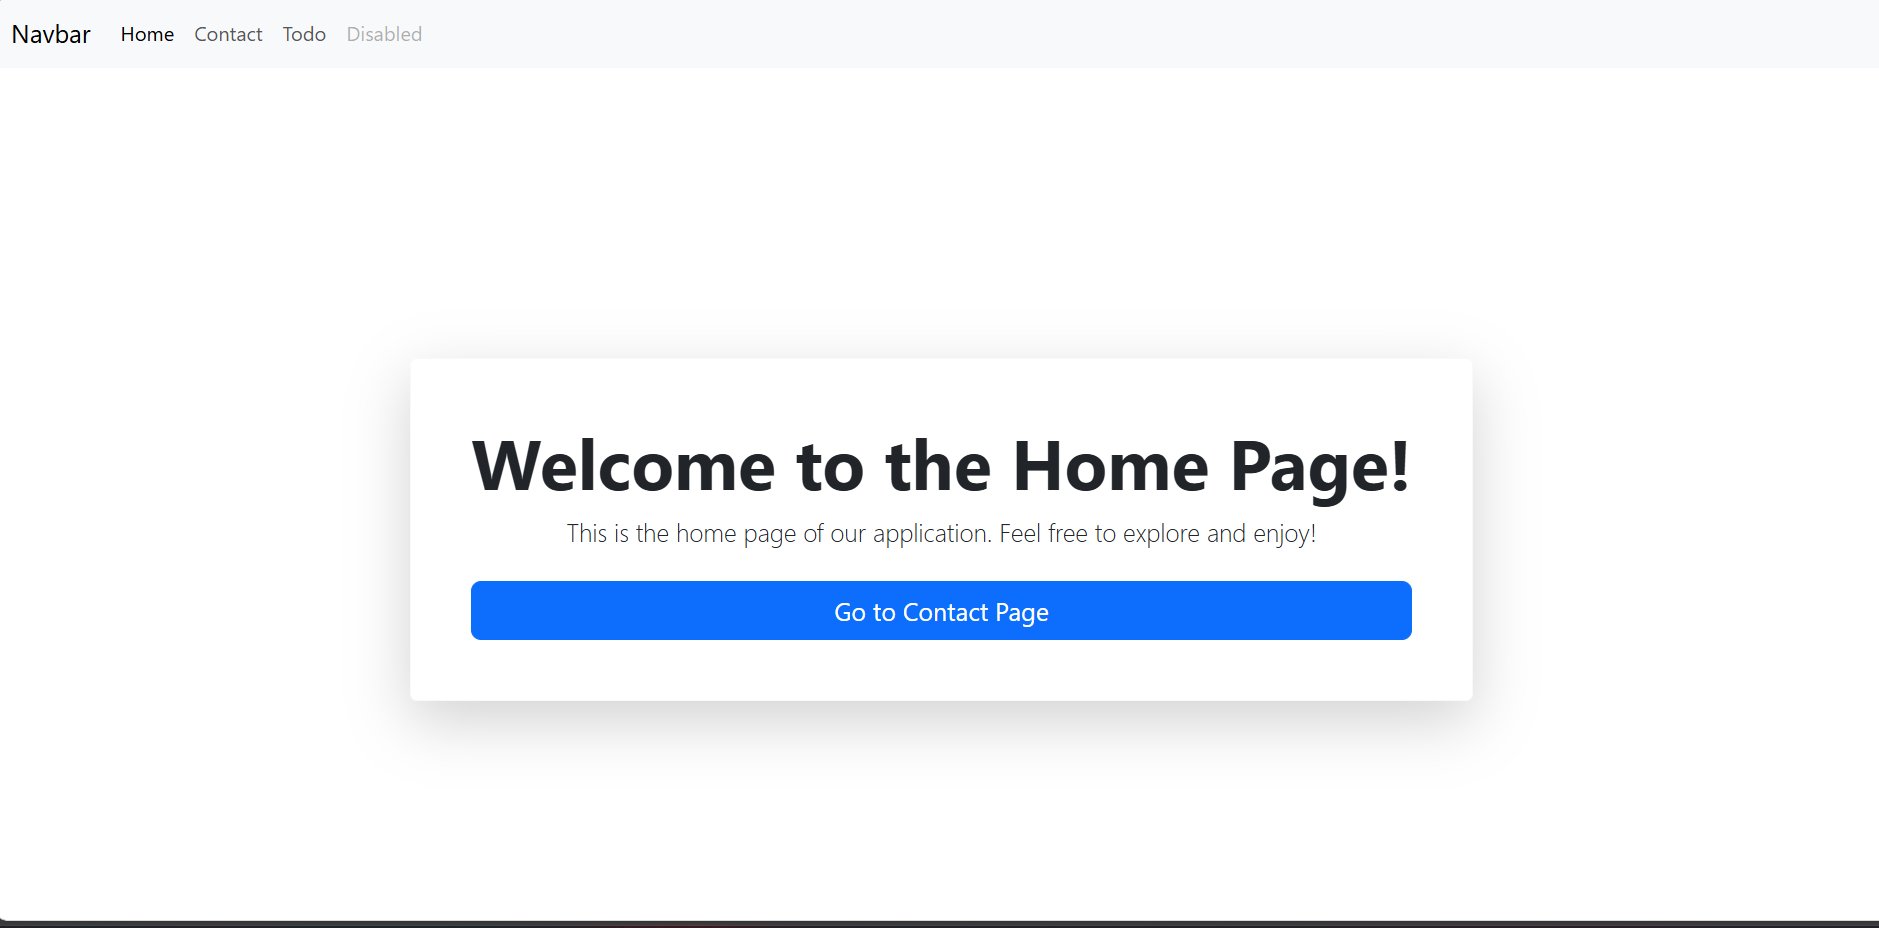 Navbar Home Contact Todo Disabled
Welcome to the Home Page!
This is the home page of our application. Feel free to explore and enjoy!
Go to Contact Page